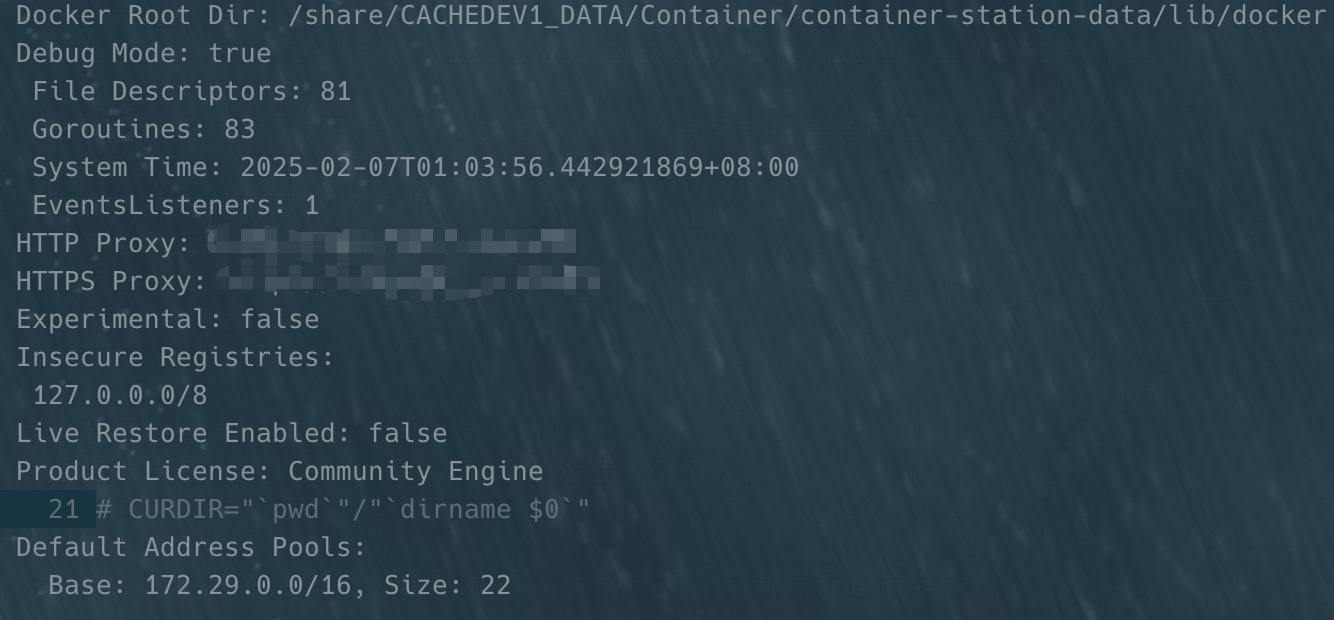 Docker Root Dir: /share/CACHEDEV1_DATA/Container/container-station-data/lib/docker
Debug Mode: true
 File Descriptors: 81
 Goroutines: 83
 System Time: 2025-02-07T01:03:56.442921869+08:00
 EventsListeners: 1
HTTP Proxy:
HTTPS Proxy:
Experimental: false
Insecure Registries:
 127.0.0.0/8
Live Restore Enabled: false
Product License: Community Engine
  21 # CURDIR="`pwd`"/"`dirname $0`"
Default Address Pools:
  Base: 172.29.0.0/16, Size: 22